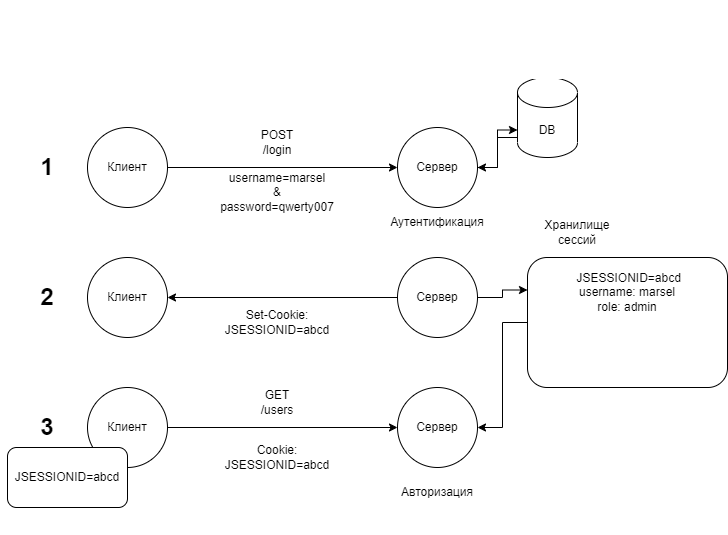 DB
POST
/login
1
Клиент
Сервер
username=marsel
&
password=qwerty007
Аутентификация
Хранилище
сессий
JSESSIONID=abcd
username: marsel
role: admin
2
Клиент
Сервер
Set-Cookie:
JSESSIONID=abcd
GET
/users
3
Клиент
Сервер
Cookie:
JSESSIONID=abcd
JSESSIONID=abcd
Авторизация